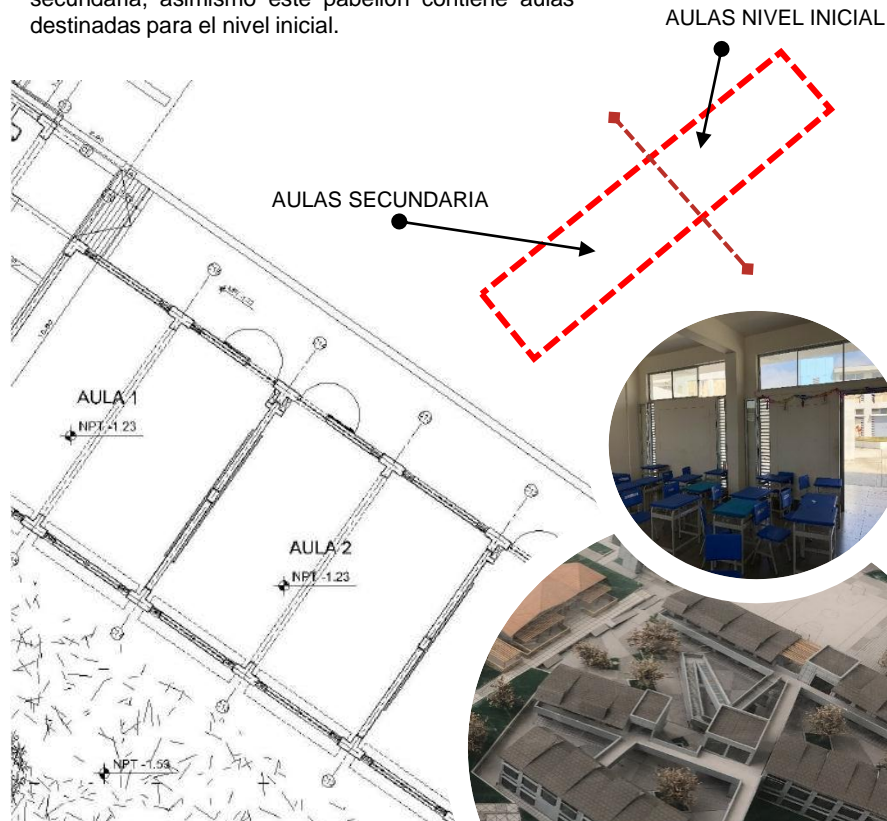 secundaria, asimismo este pabellón contiene aulas
destinadas para el nivel inicial.
AULAS NIVEL INICIAL
AULAS SECUNDARIA
AULA 1
NPT -1.23
AULA 2
NPT -1.23
NPT -1.53